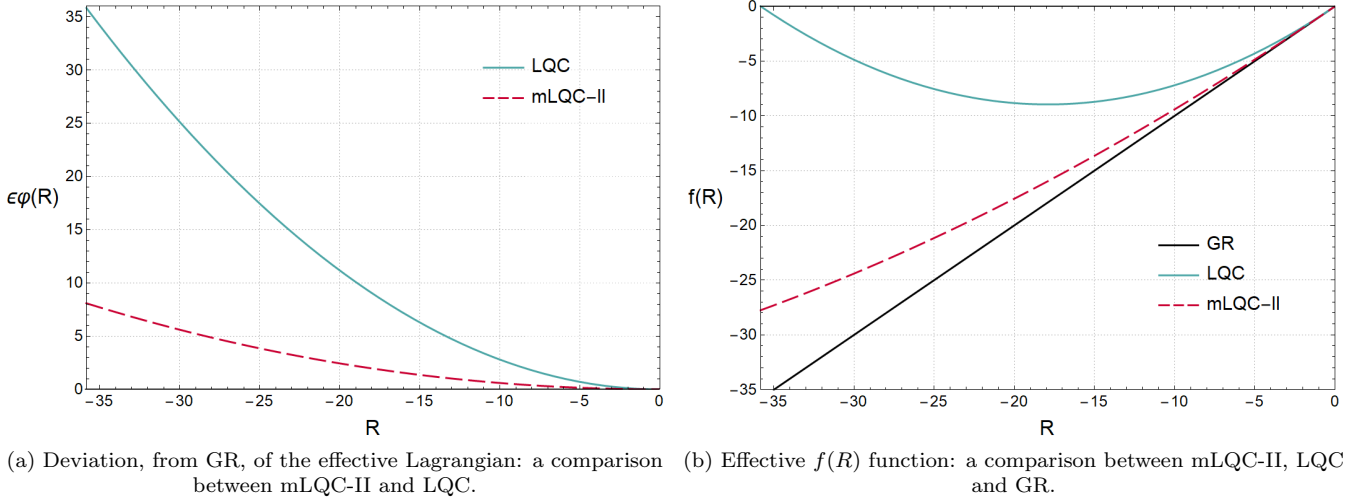 35
30
25
20
15
10
5
0
ϵφ(R)
LQC
mLQC-II
−35 −30 −25 −20 −15 −10 −5 0
R
(a) Deviation, from GR, of the effective Lagrangian: a comparison
between mLQC-II and LQC.
0
−5
−10
−15
−20
−25
−30
−35
f(R)
GR
LQC
mLQC−II
−35 −30 −25 −20 −15 −10 −5 0
R
(b) Effective f(R) function: a comparison between mLQC-II, LQC
and GR.